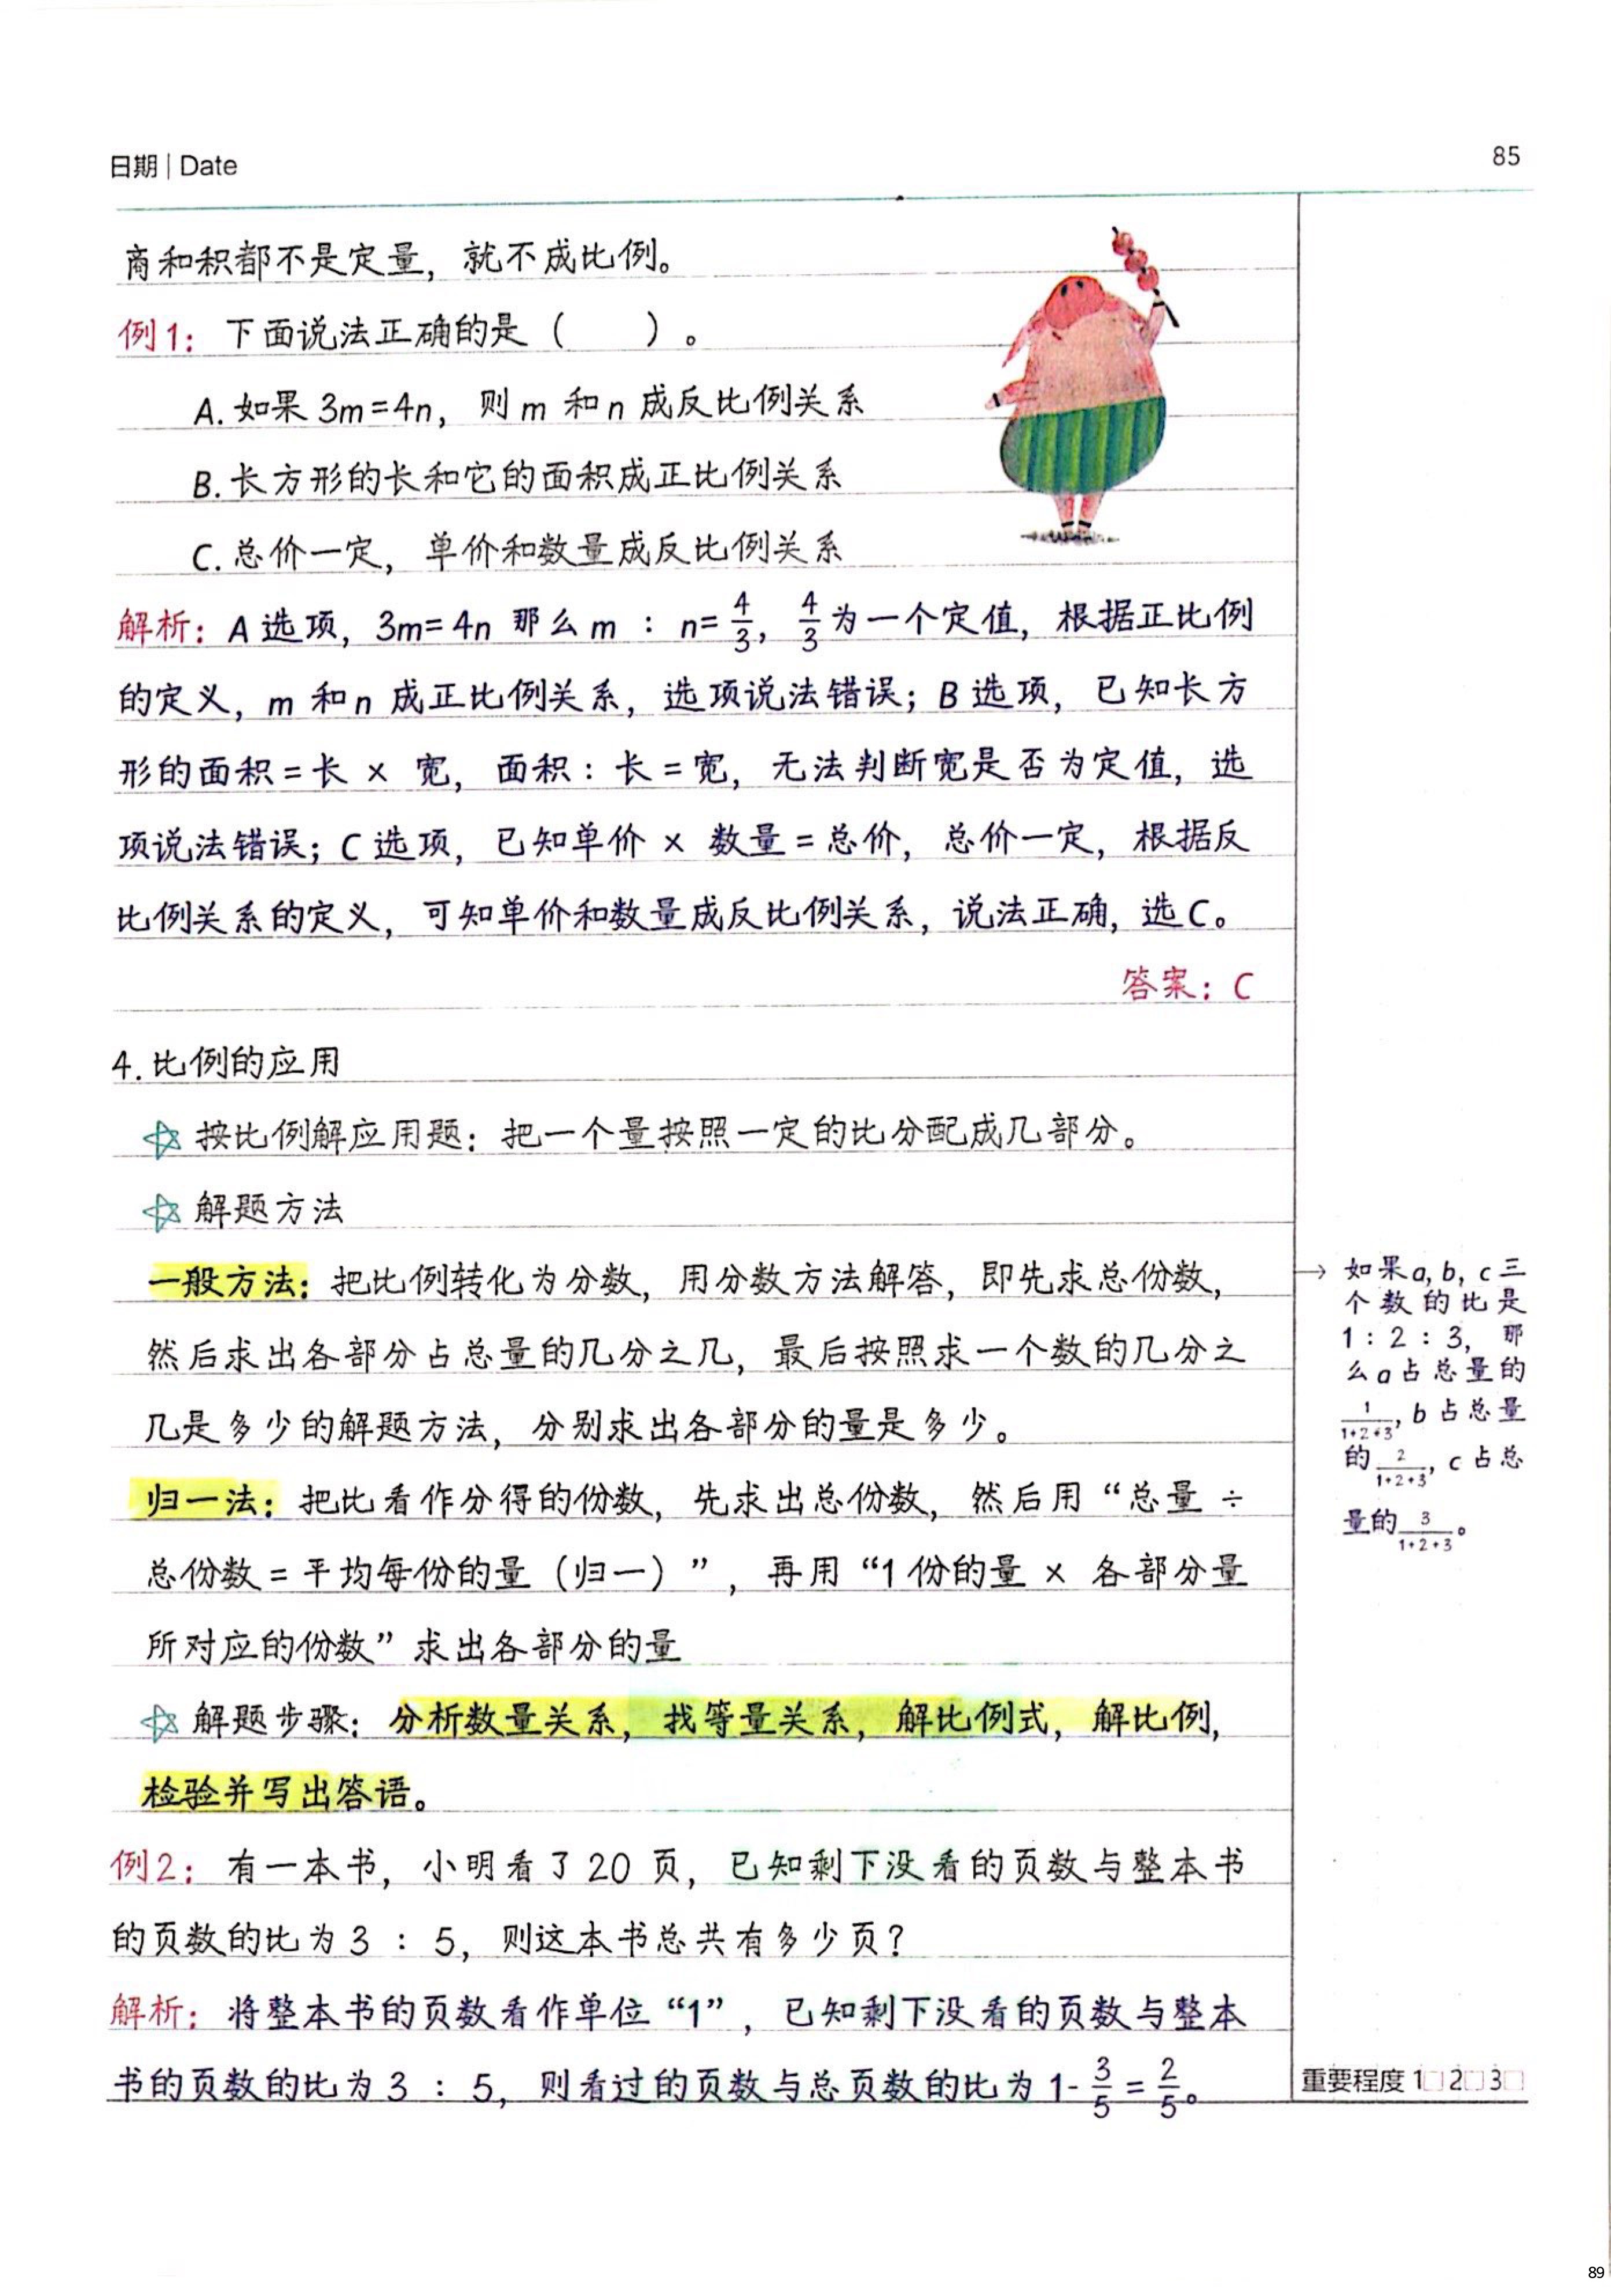 日期 | Date
85
商和积都不是定量，就不成比例。
例1：下面说法正确的是（　　）。
A. 如果 3m=4n，则 m 和 n 成反比例关系
B. 长方形的长和它的面积成正比例关系
C. 总价一定，单价和数量成反比例关系
解析：A 选项，3m=4n 那么 m : n= 4/3，4/3 为一个定值，根据正比例
的定义，m 和 n 成正比例关系，选项说法错误；B 选项，已知长方
形的面积 = 长 × 宽，面积：长 = 宽，无法判断宽是否为定值，选
项说法错误；C 选项，已知单价 × 数量 = 总价，总价一定，根据反
比例关系的定义，可知单价和数量成反比例关系，说法正确，选 C。
答案：C
4. 比例的应用
☆ 按比例解应用题：把一个量按照一定的比分配成几部分。
☆ 解题方法
一般方法：把比例转化为分数，用分数方法解答，即先求总份数，
然后求出各部分占总量的几分之几，最后按照求一个数的几分之
几是多少的解题方法，分别求出各部分的量是多少。
归一法：把比看作分得的份数，先求出总份数，然后用“总量 ÷
总份数 = 平均每份的量（归一）”，再用“1 份的量 × 各部分量
所对应的份数”求出各部分的量
☆ 解题步骤：分析数量关系，找等量关系，解比例式，解比例，
检验并写出答语。
例2：有一本书，小明看了 20 页，已知剩下没看的页数与整本书
的页数的比为 3 : 5，则这本书总共有多少页？
解析：将整本书的页数看作单位“1”，已知剩下没看的页数与整本
书的页数的比为 3 : 5，则看过的页数与总页数的比为 1- 3/5 = 2/5。
→ 如果 a, b, c 三
个数的比是
1 : 2 : 3，那
么 a 占总量的
1/(1+2+3)，b 占总量
的 2/(1+2+3)，c 占总
量的 3/(1+2+3)。
重要程度 1□ 2□ 3□
89